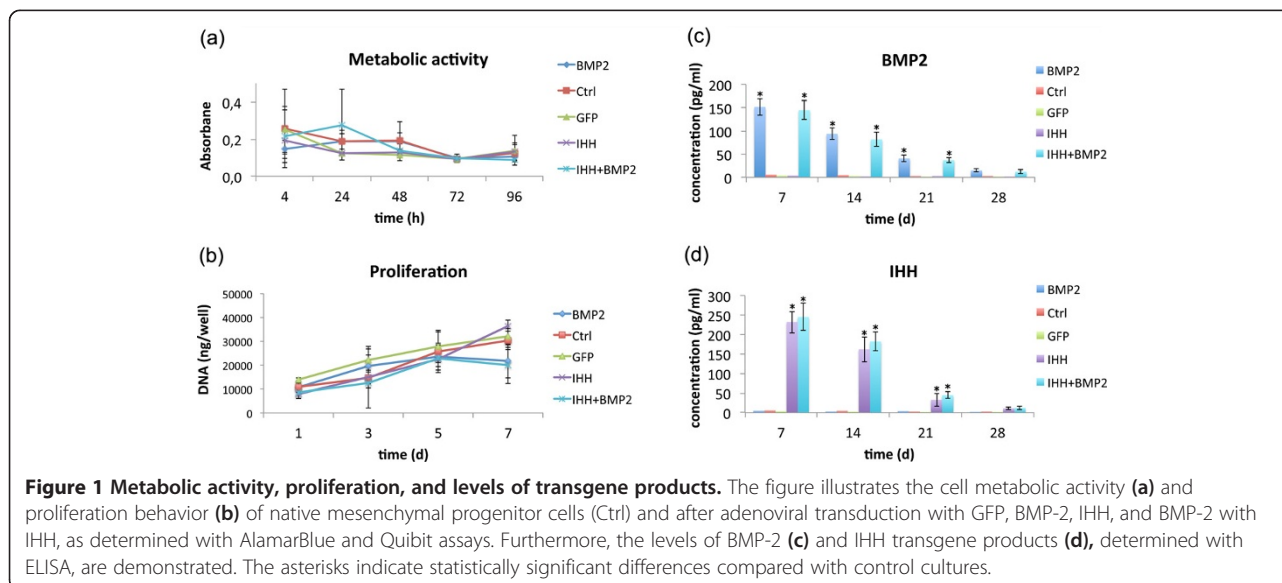 (a)
Metabolic activity
Absorbane
0,4
0,2
0,0
4 24 48 72 96
time (h)
BMP2
Ctrl
GFP
IHH
IHH+BMP2
(b)
Proliferation
DNA (ng/well)
50000
40000
30000
20000
10000
0
1 3 5 7
time (d)
BMP2
Ctrl
GFP
IHH
IHH+BMP2
(c)
BMP2
concentration (pg/ml)
200
150
100
50
0
* * * * * *
7 14 21 28
time (d)
BMP2
Ctrl
GFP
IHH
IHH+BMP2
(d)
IHH
concentration (pg/ml)
300
250
200
150
100
50
0
* * * * * *
7 14 21 28
time (d)
BMP2
Ctrl
GFP
IHH
IHH+BMP2
Figure 1 Metabolic activity, proliferation, and levels of transgene products. The figure illustrates the cell metabolic activity (a) and
proliferation behavior (b) of native mesenchymal progenitor cells (Ctrl) and after adenoviral transduction with GFP, BMP-2, IHH, and BMP-2 with
IHH, as determined with AlamarBlue and Quibit assays. Furthermore, the levels of BMP-2 (c) and IHH transgene products (d), determined with
ELISA, are demonstrated. The asterisks indicate statistically significant differences compared with control cultures.